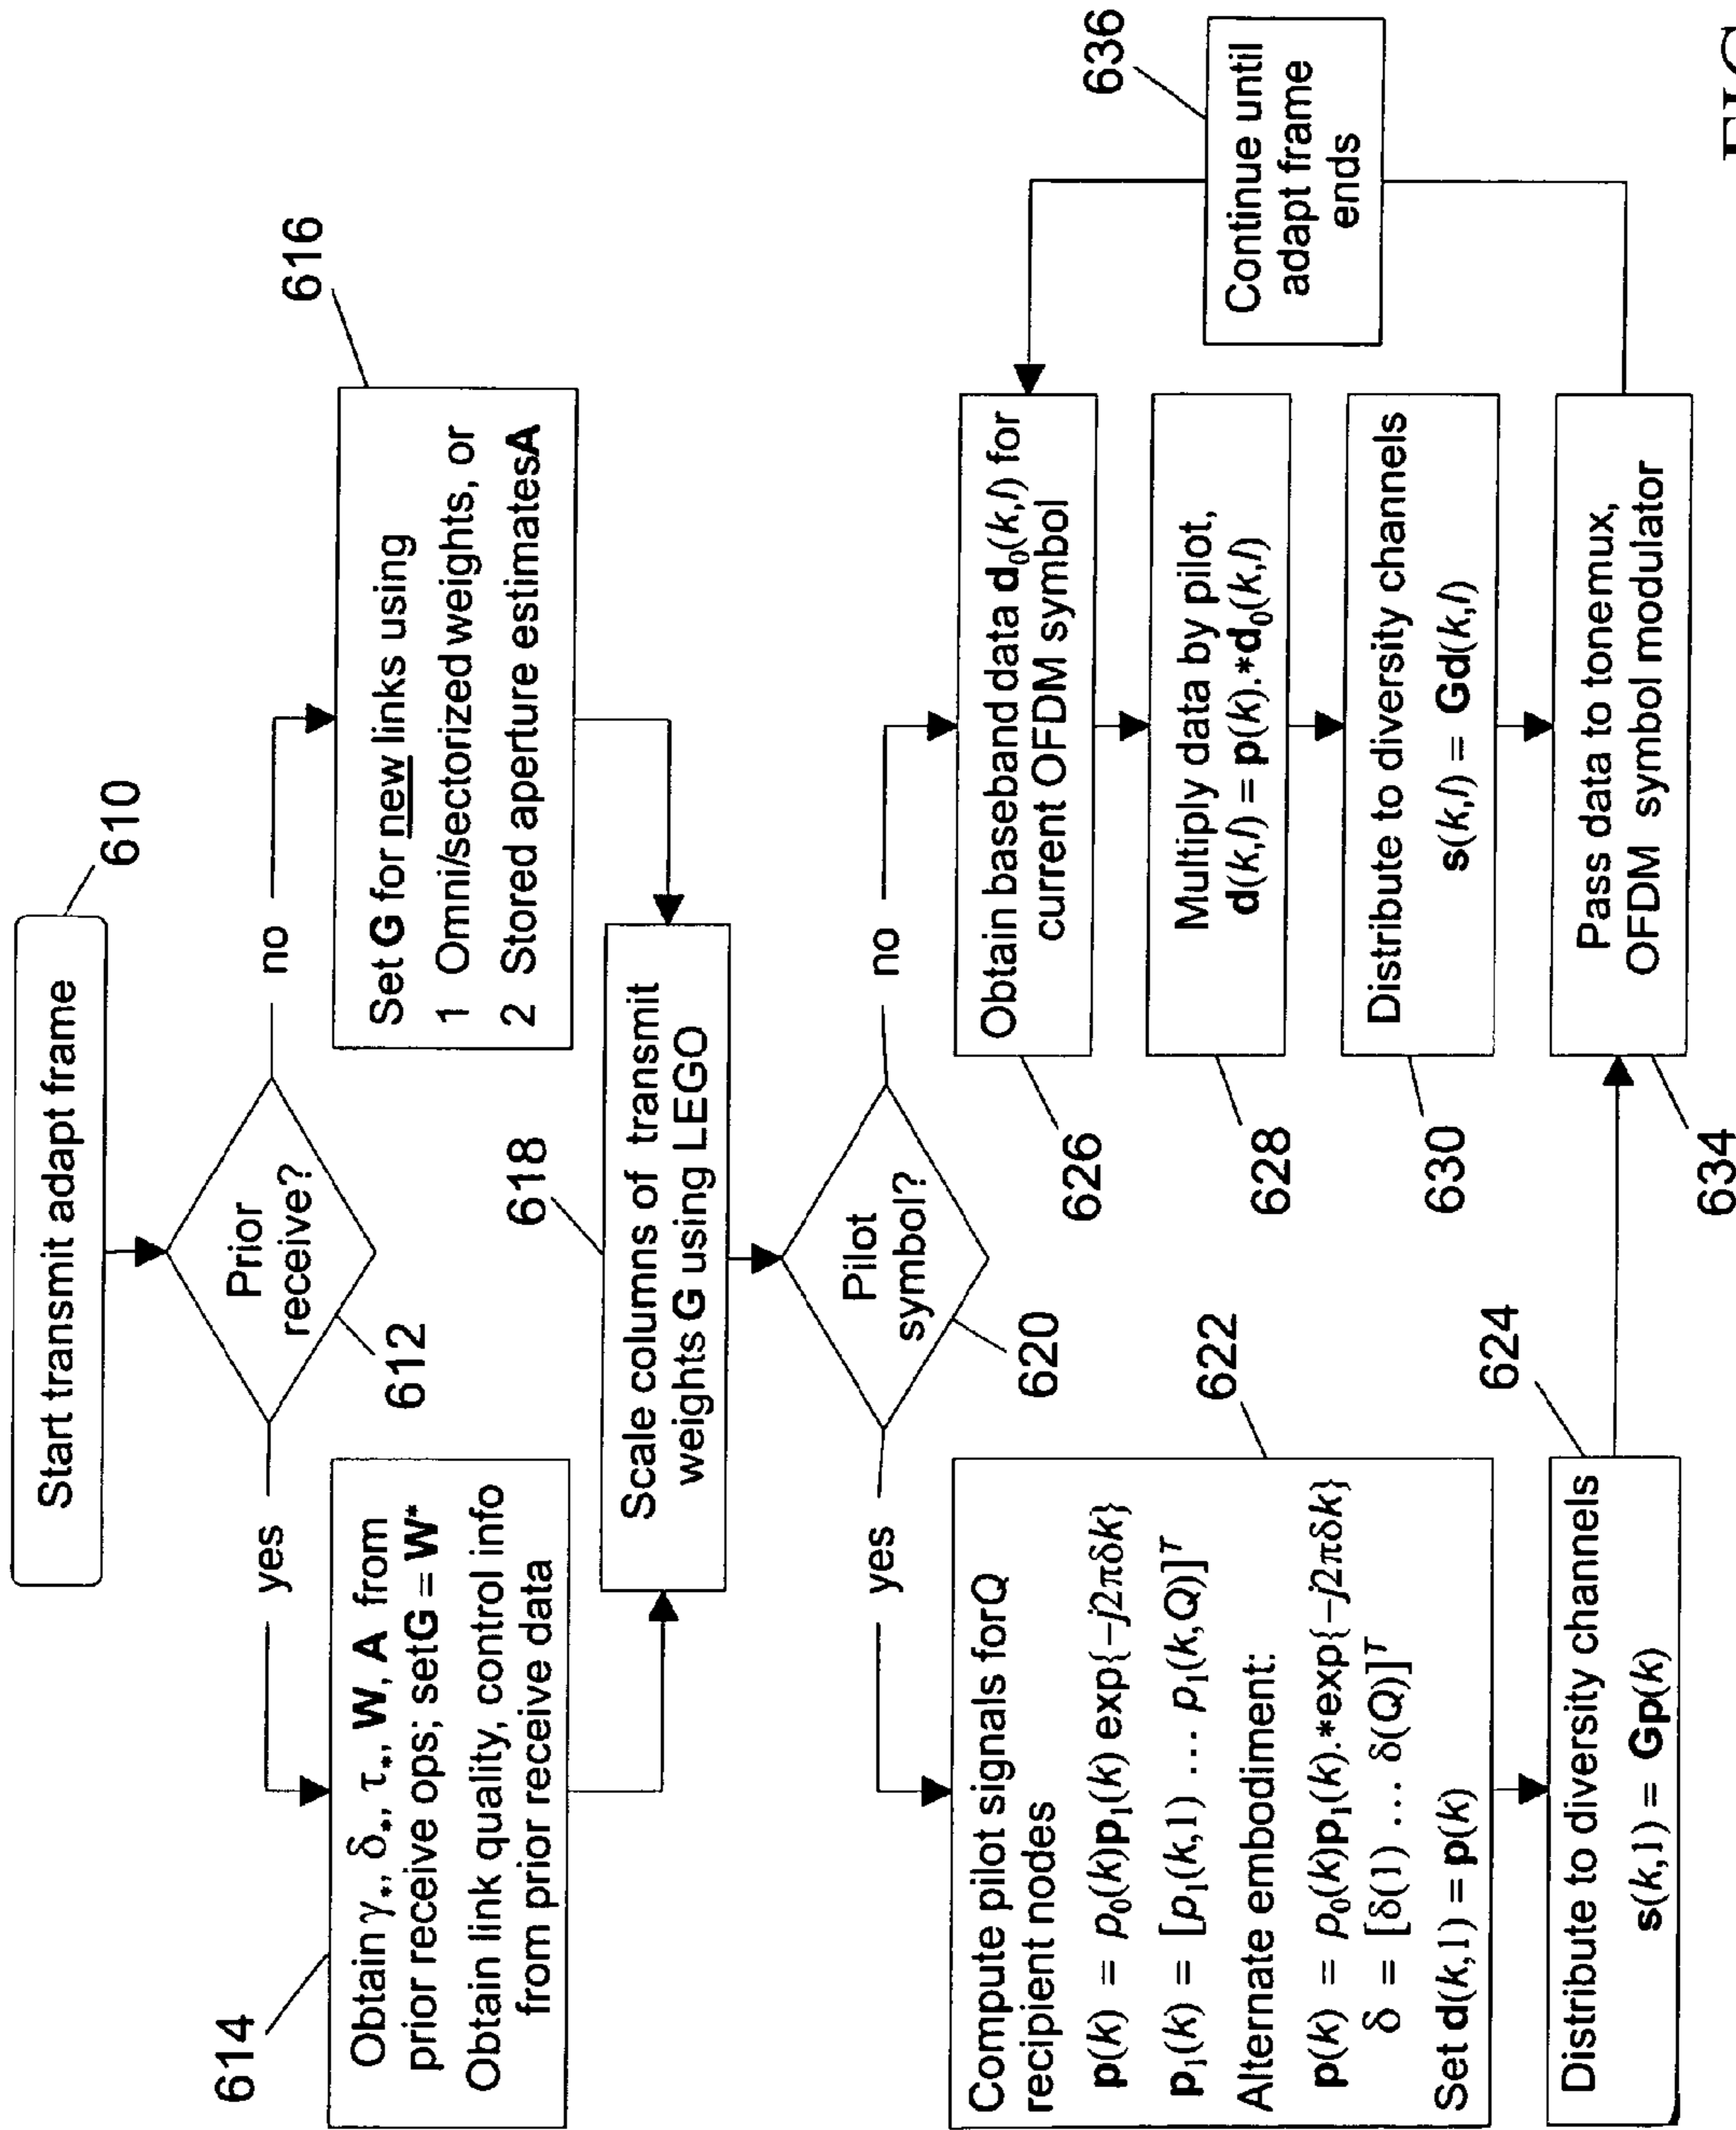 Start transmit adapt frame
610
Prior
receive?
612
yes
no
614
Obtain γ*, δ*, τ*, W, A from
prior receive ops; setG = W*
Obtain link quality, control info
from prior receive data
616
Set G for new links using
1 Omni/sectorized weights, or
2 Stored aperture estimatesA
618
Scale columns of transmit
weights G using LEGO
Pilot
symbol?
620
yes
no
622
Compute pilot signals forQ
recipient nodes
p(k) = p₀(k)p₁(k) exp{−j2πδk}
p₁(k) = [p₁(k,1) … p₁(k,Q)]ᵀ
Alternate embodiment:
p(k) = p₀(k)p₁(k).*exp{−j2πδk}
δ = [δ(1) … δ(Q)]ᵀ
Set d(k,1) = p(k)
624
Distribute to diversity channels
s(k,1) = Gp(k)
Obtain baseband data d₀(k,l) for
current OFDM symbol
626
Multiply data by pilot,
d(k,l) = p(k).*d₀(k,l)
628
Distribute to diversity channels
s(k,l) = Gd(k,l)
630
Pass data to tonemux,
OFDM symbol modulator
634
636
Continue until
adapt frame
ends
FIG